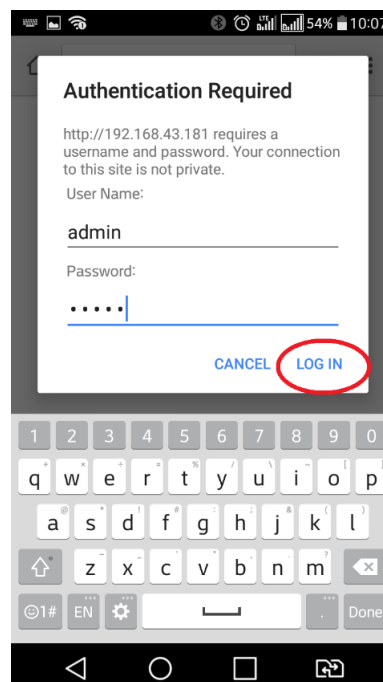 LTE 54% 10:07
Authentication Required
http://192.168.43.181 requires a
username and password. Your connection
to this site is not private.
User Name:
admin
Password:
•••••
CANCEL LOG IN
1 2 3 4 5 6 7 8 9 0
q w e r t y u i o p
a s d f g h j k l
z x c v b n m
☺1# EN . Done